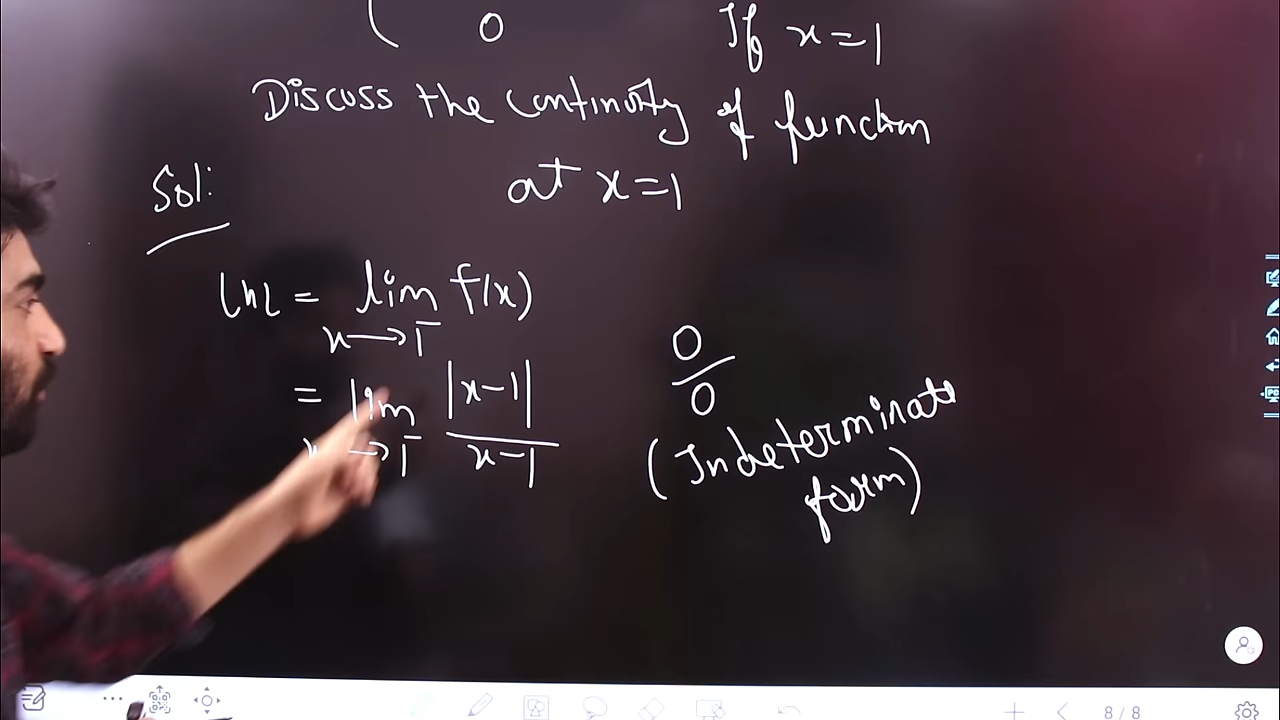 0 If x=1
Discuss the continuity of function
at x=1
Sol:
LHL = lim f(x)
x→1⁻
= lim |x-1|
x→1⁻ x-1
0
0
(Indeterminate
form)
8/8